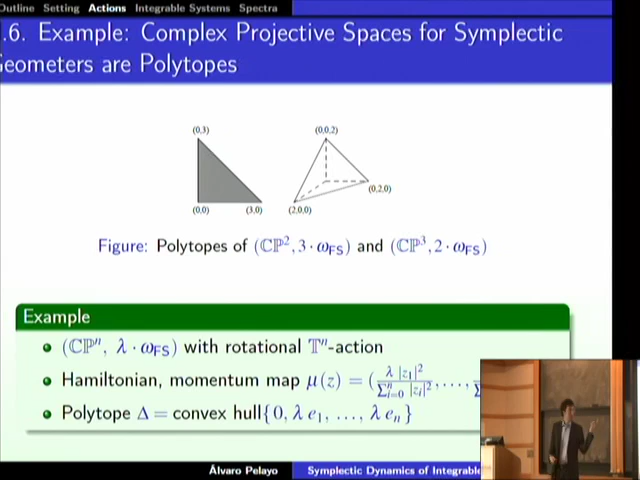 Outline Setting Actions Integrable Systems Spectra
.6. Example: Complex Projective Spaces for Symplectic
Geometers are Polytopes
(0,3)
(0,0)
(3,0)
(0,0,2)
(0,2,0)
(2,0,0)
Figure: Polytopes of (ℂℙ², 3 · ω_FS) and (ℂℙ³, 2 · ω_FS)
Example
(ℂℙⁿ, λ · ω_FS) with rotational 𝕋ⁿ-action
Hamiltonian, momentum map μ(z) = (λ |z₁|² / Σⁿᵢ₌₀ |zᵢ|², . . . ,
Polytope Δ = convex hull{0, λ e₁, . . . , λ eₙ}
Álvaro Pelayo Symplectic Dynamics of Integrable